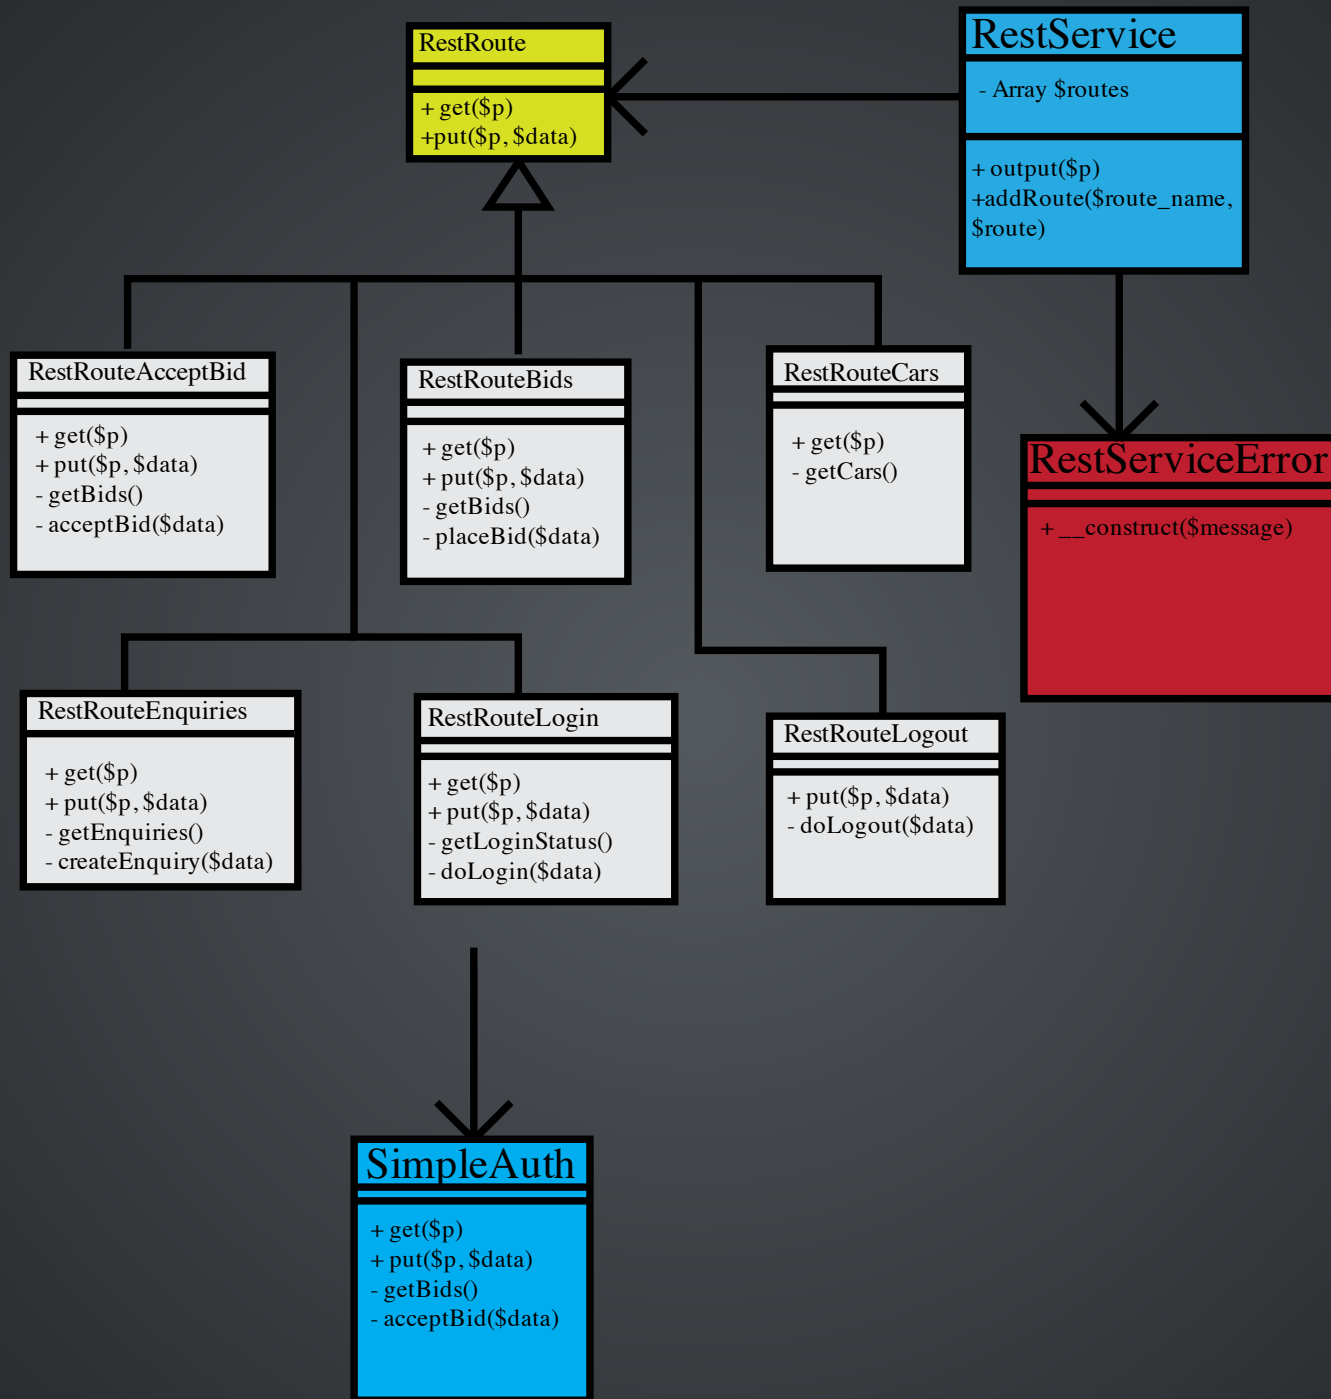 RestRoute
+ get($p)
+put($p, $data)
RestService
- Array $routes
+ output($p)
+addRoute($route_name,
$route)
RestRouteAcceptBid
+ get($p)
+ put($p, $data)
- getBids()
- acceptBid($data)
RestRouteBids
+ get($p)
+ put($p, $data)
- getBids()
- placeBid($data)
RestRouteCars
+ get($p)
- getCars()
RestServiceError
+ __construct($message)
RestRouteEnquiries
+ get($p)
+ put($p, $data)
- getEnquiries()
- createEnquiry($data)
RestRouteLogin
+ get($p)
+ put($p, $data)
- getLoginStatus()
- doLogin($data)
RestRouteLogout
+ put($p, $data)
- doLogout($data)
SimpleAuth
+ get($p)
+ put($p, $data)
- getBids()
- acceptBid($data)